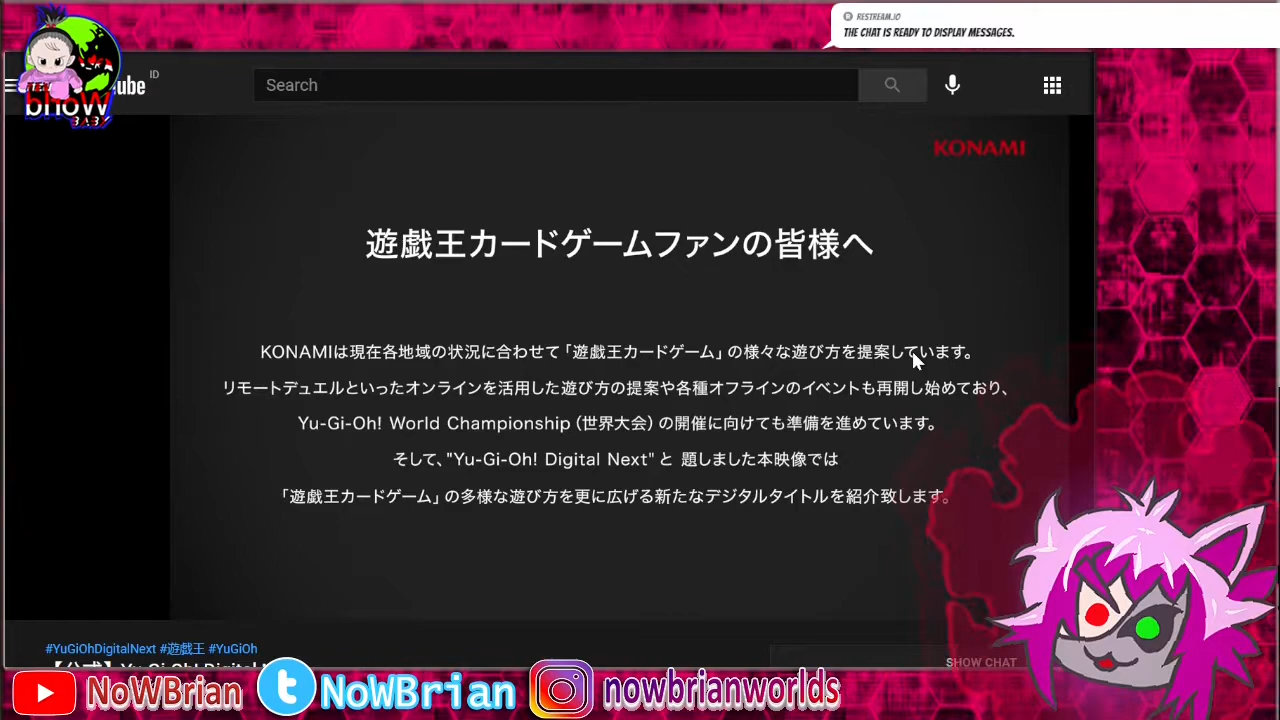 RESTREAM.IO
THE CHAT IS READY TO DISPLAY MESSAGES.
ube ID
Search
bhoW
BABY
KONAMI
遊戯王カードゲームファンの皆様へ
KONAMIは現在各地域の状況に合わせて「遊戯王カードゲーム」の様々な遊び方を提案しています。
リモートデュエルといったオンラインを活用した遊び方の提案や各種オフラインのイベントも再開し始めており、
Yu-Gi-Oh! World Championship（世界大会）の開催に向けても準備を進めています。
そして、"Yu-Gi-Oh! Digital Next" と 題しました本映像では
「遊戯王カードゲーム」の多様な遊び方を更に広げる新たなデジタルタイトルを紹介致します。
#YuGiOhDigitalNext #遊戯王 #YuGiOh
【公式】Yu-Gi-Oh! Digital
SHOW CHAT
NoWBrian NoWBrian nowbrianworlds